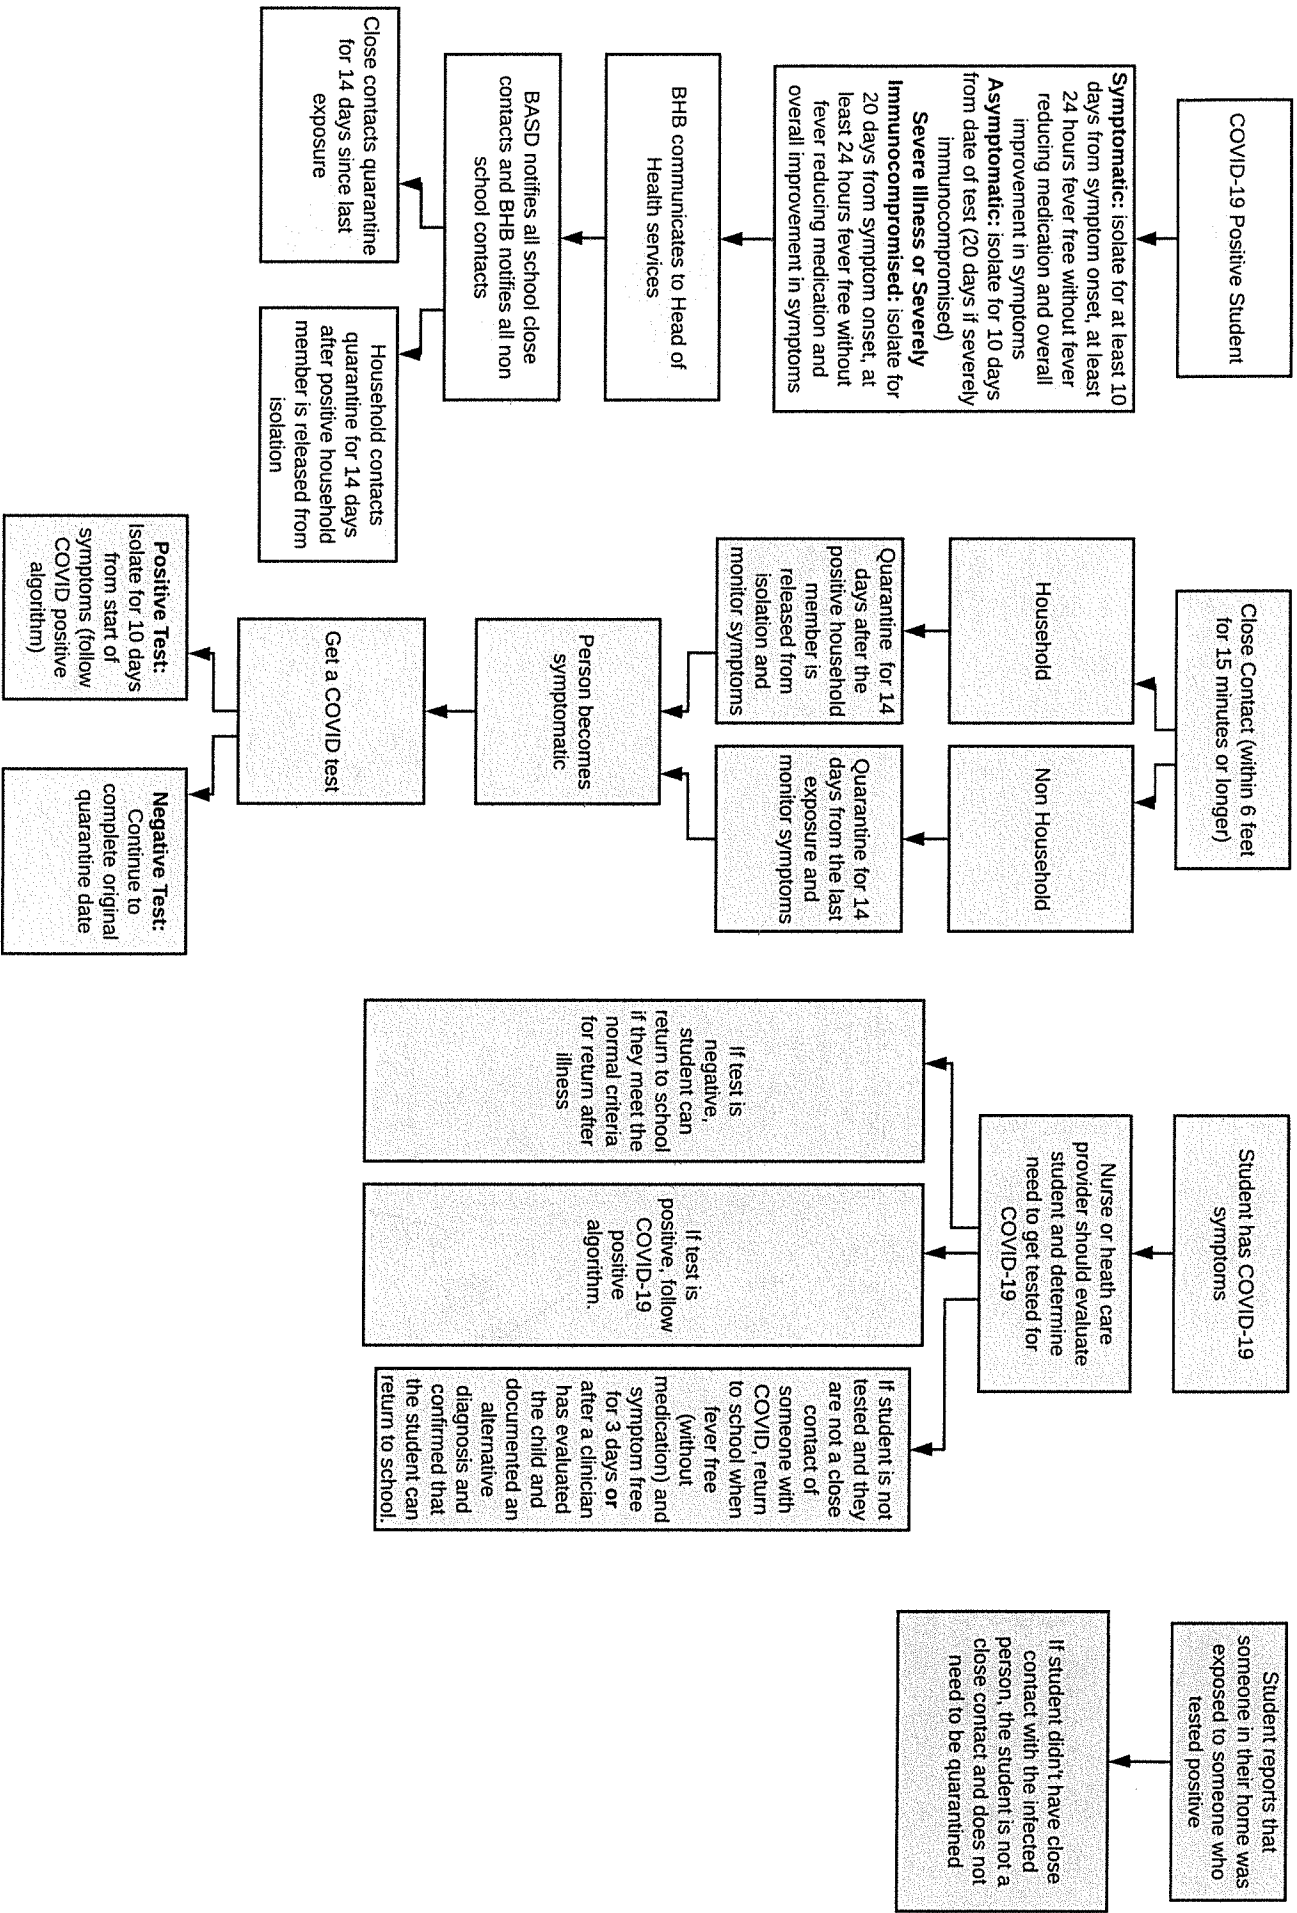 COVID-19 Positive Student
Symptomatic: isolate for at least 10
days from symptom onset, at least
24 hours fever free without fever
reducing medication and overall
improvement in symptoms
Asymptomatic: isolate for 10 days
from date of test (20 days if severely
immunocompromised)
Severe Illness or Severely
Immunocompromised: isolate for
20 days from symptom onset, at
least 24 hours fever free without
fever reducing medication and
overall improvement in symptoms
BHB communicates to Head of
Health services
BASD notifies all school close
contacts and BHB notifies all non
school contacts
Close contacts quarantine
for 14 days since last
exposure
Household contacts
quarantine for 14 days
after positive household
member is released from
isolation
Close Contact (within 6 feet
for 15 minutes or longer)
Household
Non Household
Quarantine for 14
days after the
positive household
member is
released from
isolation and
monitor symptoms
Quarantine for 14
days from the last
exposure and
monitor symptoms
Person becomes
symptomatic
Get a COVID test
Positive Test:
Isolate for 10 days
from start of
symptoms (follow
COVID positive
algorithm)
Negative Test:
Continue to
complete original
quarantine date
Student has COVID-19
symptoms
Nurse or heath care
provider should evaluate
student and determine
need to get tested for
COVID-19
If test is
negative,
student can
return to school
if they meet the
normal criteria
for return after
illness
If test is
positive, follow
COVID-19
positive
algorithm.
If student is not
tested and they
are not a close
contact of
someone with
COVID, return
to school when
fever free
(without
medication) and
symptom free
for 3 days or
after a clinician
has evaluated
the child and
documented an
alternative
diagnosis and
confirmed that
the student can
return to school.
Student reports that
someone in their home was
exposed to someone who
tested positive
If student didn't have close
contact with the infected
person, the student is not a
close contact and does not
need to be quarantined